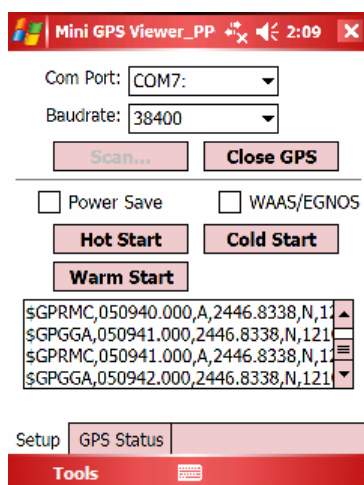 Mini GPS Viewer_PP 2:09
Com Port: COM7:
Baudrate: 38400
Scan... Close GPS
Power Save WAAS/EGNOS
Hot Start Cold Start
Warm Start
$GPRMC,050940.000,A,2446.8338,N,12
$GPGGA,050941.000,2446.8338,N,121
$GPRMC,050941.000,A,2446.8338,N,12
$GPGGA,050942.000,2446.8338,N,121
Setup GPS Status
Tools